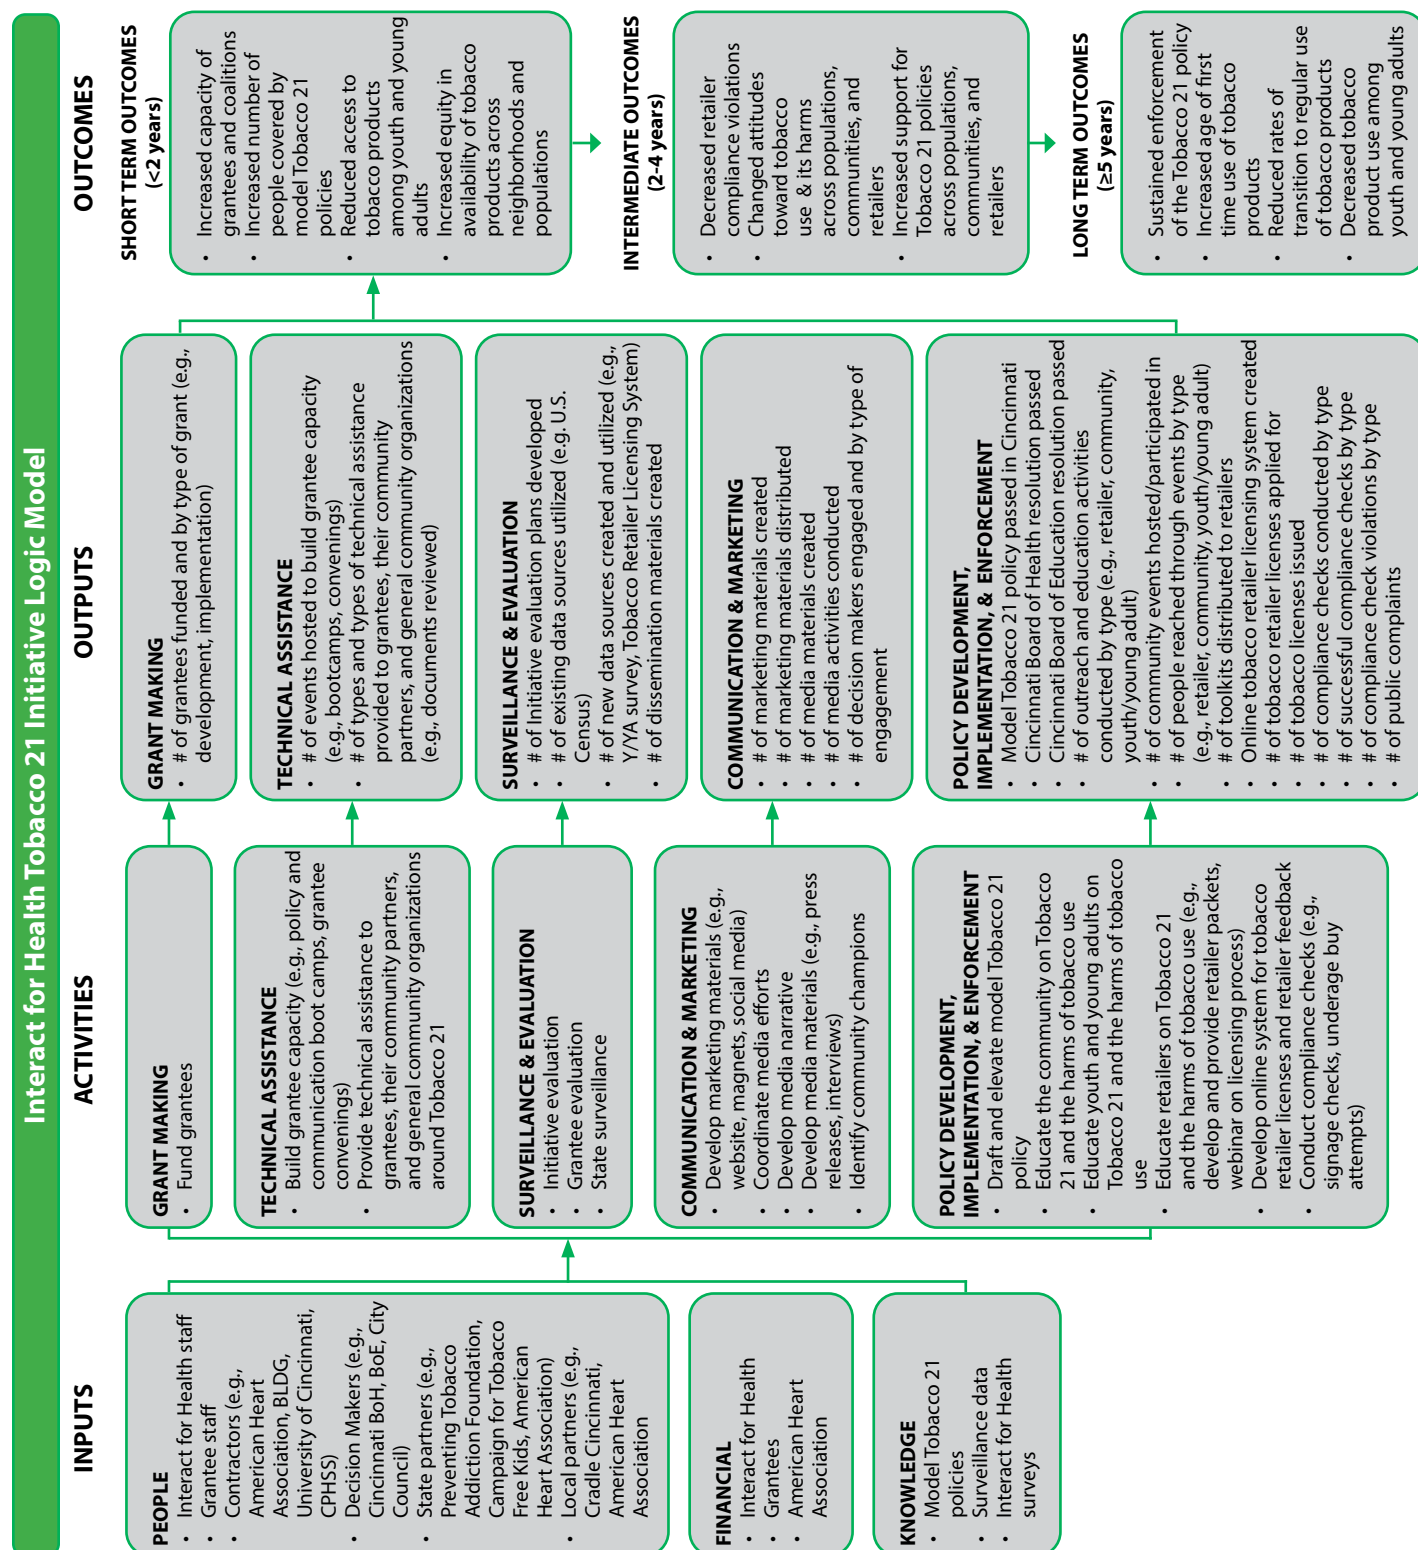 Interact for Health Tobacco 21 Initiative Logic Model
INPUTS
PEOPLE
• Interact for Health staff
• Grantee staff
• Contractors (e.g.,
American Heart
Association, BLDG,
University of Cincinnati,
CPHSS)
• Decision Makers (e.g.,
Cincinnati BoH, BoE, City
Council)
• State partners (e.g.,
Preventing Tobacco
Addiction Foundation,
Campaign for Tobacco
Free Kids, American
Heart Association)
• Local partners (e.g.,
Cradle Cincinnati,
American Heart
Association
FINANCIAL
• Interact for Health
• Grantees
• American Heart
Association
KNOWLEDGE
• Model Tobacco 21
policies
• Surveillance data
• Interact for Health
surveys
ACTIVITIES
GRANT MAKING
• Fund grantees
TECHNICAL ASSISTANCE
• Build grantee capacity (e.g., policy and
communication boot camps, grantee
convenings)
• Provide technical assistance to
grantees, their community partners,
and general community organizations
around Tobacco 21
SURVEILLANCE & EVALUATION
• Initiative evaluation
• Grantee evaluation
• State surveillance
COMMUNICATION & MARKETING
• Develop marketing materials (e.g.,
website, magnets, social media)
• Coordinate media efforts
• Develop media narrative
• Develop media materials (e.g., press
releases, interviews)
• Identify community champions
POLICY DEVELOPMENT,
IMPLEMENTATION, & ENFORCEMENT
• Draft and elevate model Tobacco 21
policy
• Educate the community on Tobacco
21 and the harms of tobacco use
• Educate youth and young adults on
Tobacco 21 and the harms of tobacco
use
• Educate retailers on Tobacco 21
and the harms of tobacco use (e.g.,
develop and provide retailer packets,
webinar on licensing process)
• Develop online system for tobacco
retailer licenses and retailer feedback
• Conduct compliance checks (e.g.,
signage checks, underage buy
attempts)
OUTPUTS
GRANT MAKING
• # of grantees funded and by type of grant (e.g.,
development, implementation)
TECHNICAL ASSISTANCE
• # of events hosted to build grantee capacity
(e.g., bootcamps, convenings)
• # of types and types of technical assistance
provided to grantees, their community
partners, and general community organizations
(e.g., documents reviewed)
SURVEILLANCE & EVALUATION
• # of Initiative evaluation plans developed
• # of existing data sources utilized (e.g. U.S.
Census)
• # of new data sources created and utilized (e.g.,
Y/YA survey, Tobacco Retailer Licensing System)
• # of dissemination materials created
COMMUNICATION & MARKETING
• # of marketing materials created
• # of marketing materials distributed
• # of media materials created
• # of media activities conducted
• # of decision makers engaged and by type of
engagement
POLICY DEVELOPMENT,
IMPLEMENTATION, & ENFORCEMENT
• Model Tobacco 21 policy passed in Cincinnati
• Cincinnati Board of Health resolution passed
• Cincinnati Board of Education resolution passed
• # of outreach and education activities
conducted by type (e.g., retailer, community,
youth/young adult)
• # of community events hosted/participated in
• # of people reached through events by type
(e.g., retailer, community, youth/young adult)
• # of toolkits distributed to retailers
• Online tobacco retailer licensing system created
• # of tobacco retailer licenses applied for
• # of tobacco licenses issued
• # of compliance checks conducted by type
• # of successful compliance checks by type
• # of compliance check violations by type
• # of public complaints
OUTCOMES
SHORT TERM OUTCOMES
(<2 years)
• Increased capacity of
grantees and coalitions
• Increased number of
people covered by
model Tobacco 21
policies
• Reduced access to
tobacco products
among youth and young
adults
• Increased equity in
availability of tobacco
products across
neighborhoods and
populations
INTERMEDIATE OUTCOMES
(2-4 years)
• Decreased retailer
compliance violations
• Changed attitudes
toward tobacco
use & its harms
across populations,
communities, and
retailers
• Increased support for
Tobacco 21 policies
across populations,
communities, and
retailers
LONG TERM OUTCOMES
(≥5 years)
• Sustained enforcement
of the Tobacco 21 policy
• Increased age of first
time use of tobacco
products
• Reduced rates of
transition to regular use
of tobacco products
• Decreased tobacco
product use among
youth and young adults